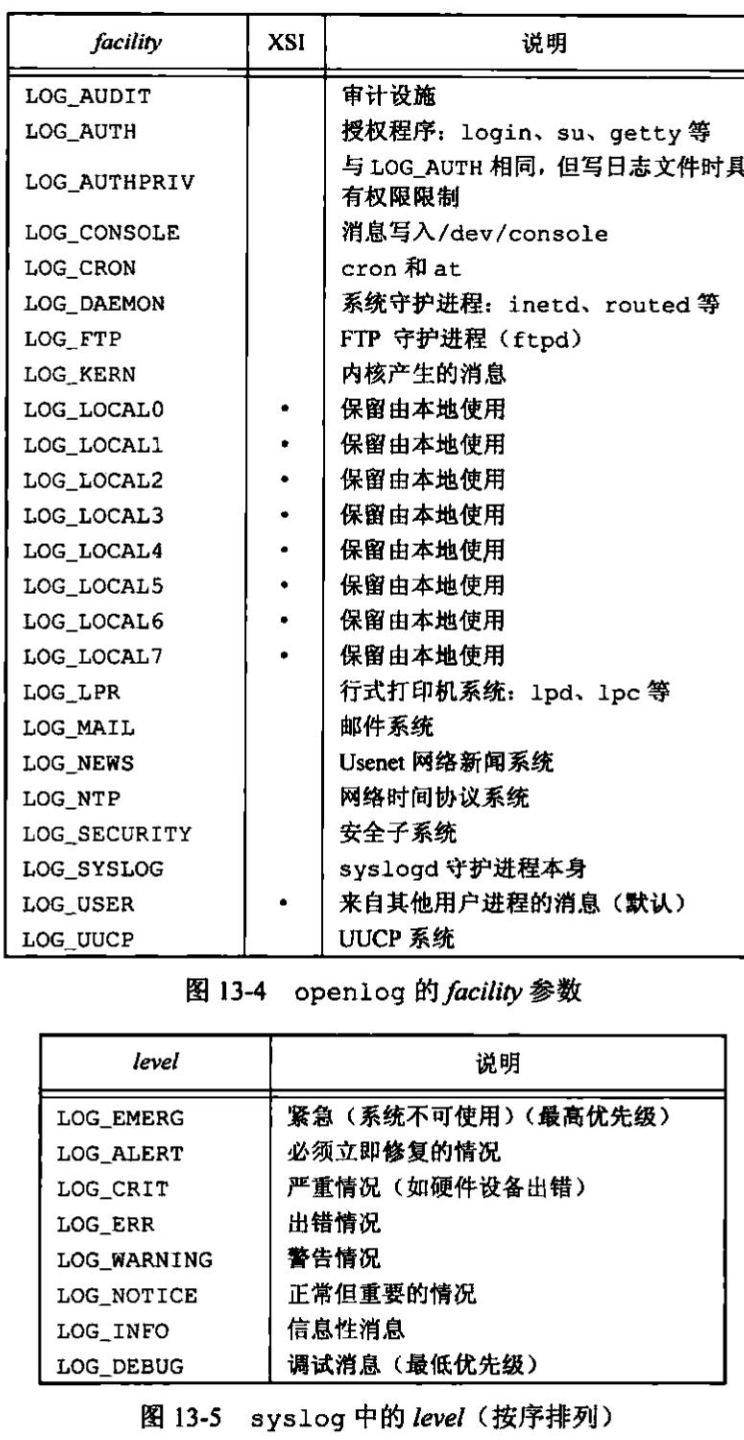 facility XSI 说明
LOG_AUDIT 审计设施
LOG_AUTH 授权程序：login、su、getty 等
LOG_AUTHPRIV 与 LOG_AUTH 相同，但写日志文件时具
有权限限制
LOG_CONSOLE 消息写入/dev/console
LOG_CRON cron 和 at
LOG_DAEMON 系统守护进程：inetd、routed 等
LOG_FTP FTP 守护进程（ftpd）
LOG_KERN 内核产生的消息
LOG_LOCAL0 • 保留由本地使用
LOG_LOCAL1 • 保留由本地使用
LOG_LOCAL2 • 保留由本地使用
LOG_LOCAL3 • 保留由本地使用
LOG_LOCAL4 • 保留由本地使用
LOG_LOCAL5 • 保留由本地使用
LOG_LOCAL6 • 保留由本地使用
LOG_LOCAL7 • 保留由本地使用
LOG_LPR 行式打印机系统：lpd、lpc 等
LOG_MAIL 邮件系统
LOG_NEWS Usenet 网络新闻系统
LOG_NTP 网络时间协议系统
LOG_SECURITY 安全子系统
LOG_SYSLOG syslogd 守护进程本身
LOG_USER • 来自其他用户进程的消息（默认）
LOG_UUCP UUCP 系统
图 13-4 openlog 的 facility 参数
level 说明
LOG_EMERG 紧急（系统不可使用）（最高优先级）
LOG_ALERT 必须立即修复的情况
LOG_CRIT 严重情况（如硬件设备出错）
LOG_ERR 出错情况
LOG_WARNING 警告情况
LOG_NOTICE 正常但重要的情况
LOG_INFO 信息性消息
LOG_DEBUG 调试消息（最低优先级）
图 13-5 syslog 中的 level（按序排列）